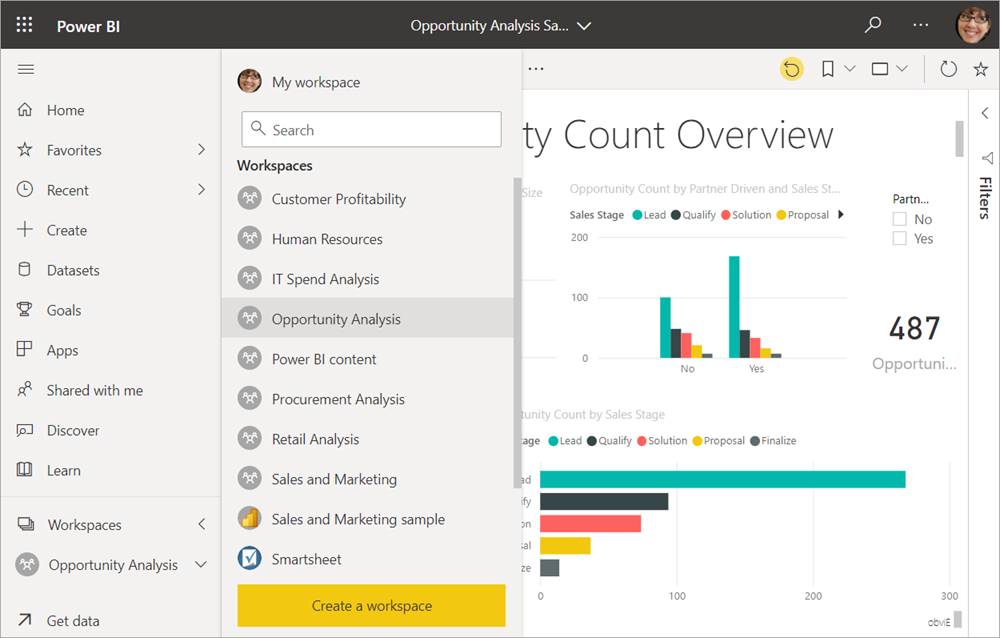 Power BI
Opportunity Analysis Sa...
Home
Favorites
Recent
Create
Datasets
Goals
Apps
Shared with me
Discover
Learn
Workspaces
Opportunity Analysis
Get data
My workspace
Search
Workspaces
Customer Profitability
Human Resources
IT Spend Analysis
Opportunity Analysis
Power BI content
Procurement Analysis
Retail Analysis
Sales and Marketing
Sales and Marketing sample
Smartsheet
Create a workspace
ty Count Overview
Size
Opportunity Count by Partner Driven and Sales St...
Sales Stage Lead Qualify Solution Proposal
200
100
0
No Yes
Partn...
No
Yes
487
Opportuni...
Filters
tunity Count by Sales Stage
age Lead Qualify Solution Proposal Finalize
ad
ify
on
sal
ze
0 100 200 300
obviE